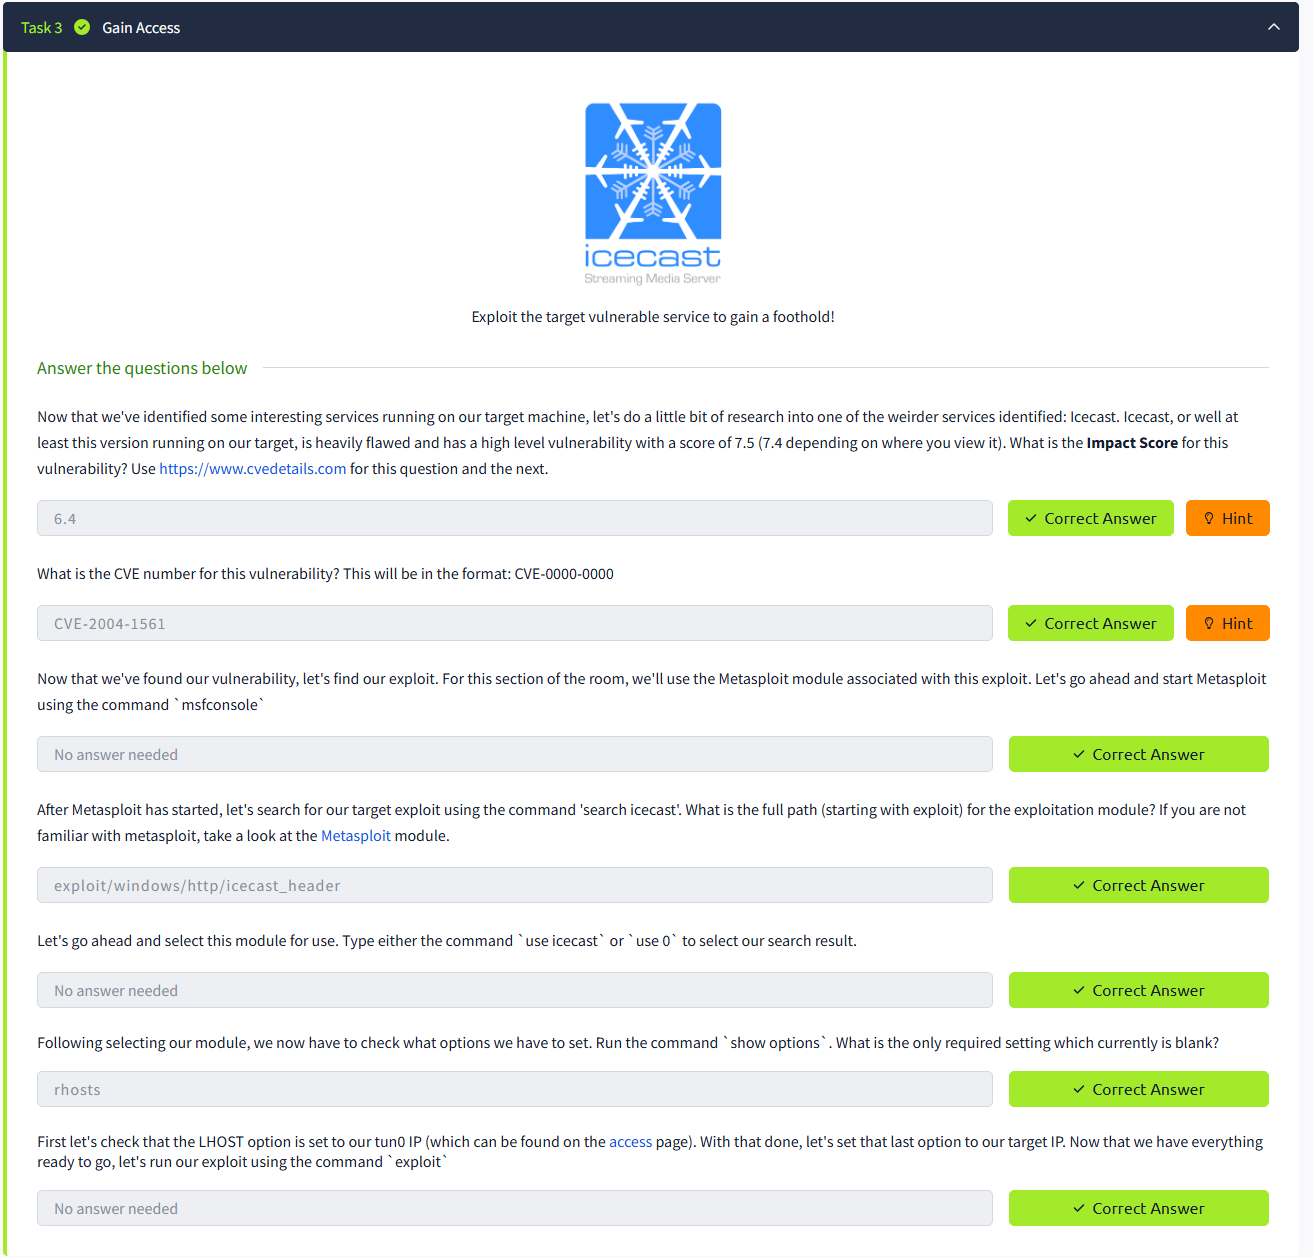 Task 3 Gain Access
icecast
Streaming Media Server
Exploit the target vulnerable service to gain a foothold!
Answer the questions below
Now that we've identified some interesting services running on our target machine, let's do a little bit of research into one of the weirder services identified: Icecast. Icecast, or well at
least this version running on our target, is heavily flawed and has a high level vulnerability with a score of 7.5 (7.4 depending on where you view it). What is the Impact Score for this
vulnerability? Use https://www.cvedetails.com for this question and the next.
6.4 Correct Answer Hint
What is the CVE number for this vulnerability? This will be in the format: CVE-0000-0000
CVE-2004-1561 Correct Answer Hint
Now that we've found our vulnerability, let's find our exploit. For this section of the room, we'll use the Metasploit module associated with this exploit. Let's go ahead and start Metasploit
using the command `msfconsole`
No answer needed Correct Answer
After Metasploit has started, let's search for our target exploit using the command 'search icecast'. What is the full path (starting with exploit) for the exploitation module? If you are not
familiar with metasploit, take a look at the Metasploit module.
exploit/windows/http/icecast_header Correct Answer
Let's go ahead and select this module for use. Type either the command `use icecast` or `use 0` to select our search result.
No answer needed Correct Answer
Following selecting our module, we now have to check what options we have to set. Run the command `show options`. What is the only required setting which currently is blank?
rhosts Correct Answer
First let's check that the LHOST option is set to our tun0 IP (which can be found on the access page). With that done, let's set that last option to our target IP. Now that we have everything
ready to go, let's run our exploit using the command `exploit`
No answer needed Correct Answer